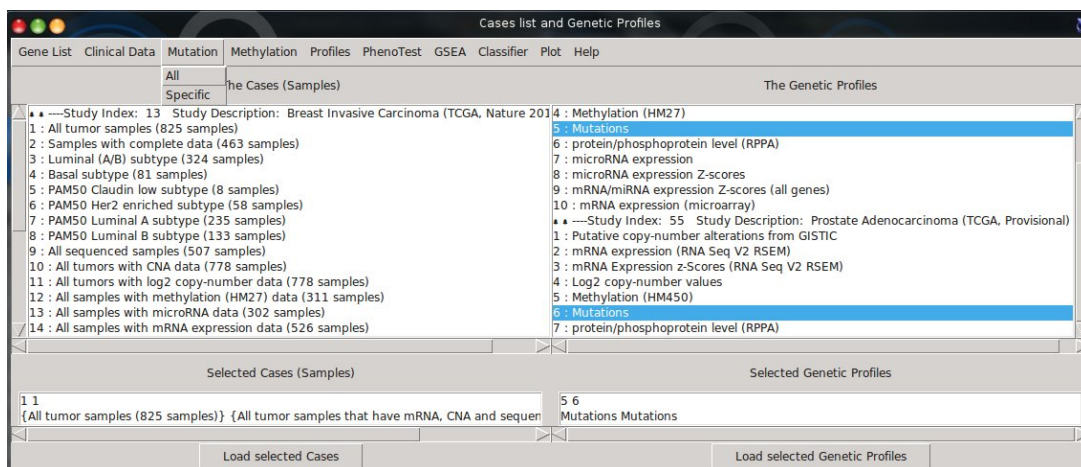 Cases list and Genetic Profiles
Gene List Clinical Data Mutation Methylation Profiles PhenoTest GSEA Classifier Plot Help
All
Specific
he Cases (Samples)
The Genetic Profiles
----Study Index: 13 Study Description: Breast Invasive Carcinoma (TCGA, Nature 201
1 : All tumor samples (825 samples)
2 : Samples with complete data (463 samples)
3 : Luminal (A/B) subtype (324 samples)
4 : Basal subtype (81 samples)
5 : PAM50 Claudin low subtype (8 samples)
6 : PAM50 Her2 enriched subtype (58 samples)
7 : PAM50 Luminal A subtype (235 samples)
8 : PAM50 Luminal B subtype (133 samples)
9 : All sequenced samples (507 samples)
10 : All tumors with CNA data (778 samples)
11 : All tumors with log2 copy-number data (778 samples)
12 : All samples with methylation (HM27) data (311 samples)
13 : All samples with microRNA data (302 samples)
14 : All samples with mRNA expression data (526 samples)
4 : Methylation (HM27)
5 : Mutations
6 : protein/phosphoprotein level (RPPA)
7 : microRNA expression
8 : microRNA expression Z-scores
9 : mRNA/miRNA expression Z-scores (all genes)
10 : mRNA expression (microarray)
----Study Index: 55 Study Description: Prostate Adenocarcinoma (TCGA, Provisional)
1 : Putative copy-number alterations from GISTIC
2 : mRNA expression (RNA Seq V2 RSEM)
3 : mRNA Expression z-Scores (RNA Seq V2 RSEM)
4 : Log2 copy-number values
5 : Methylation (HM450)
6 : Mutations
7 : protein/phosphoprotein level (RPPA)
Selected Cases (Samples)
Selected Genetic Profiles
1 1
{All tumor samples (825 samples)} {All tumor samples that have mRNA, CNA and sequen
5 6
Mutations Mutations
Load selected Cases
Load selected Genetic Profiles